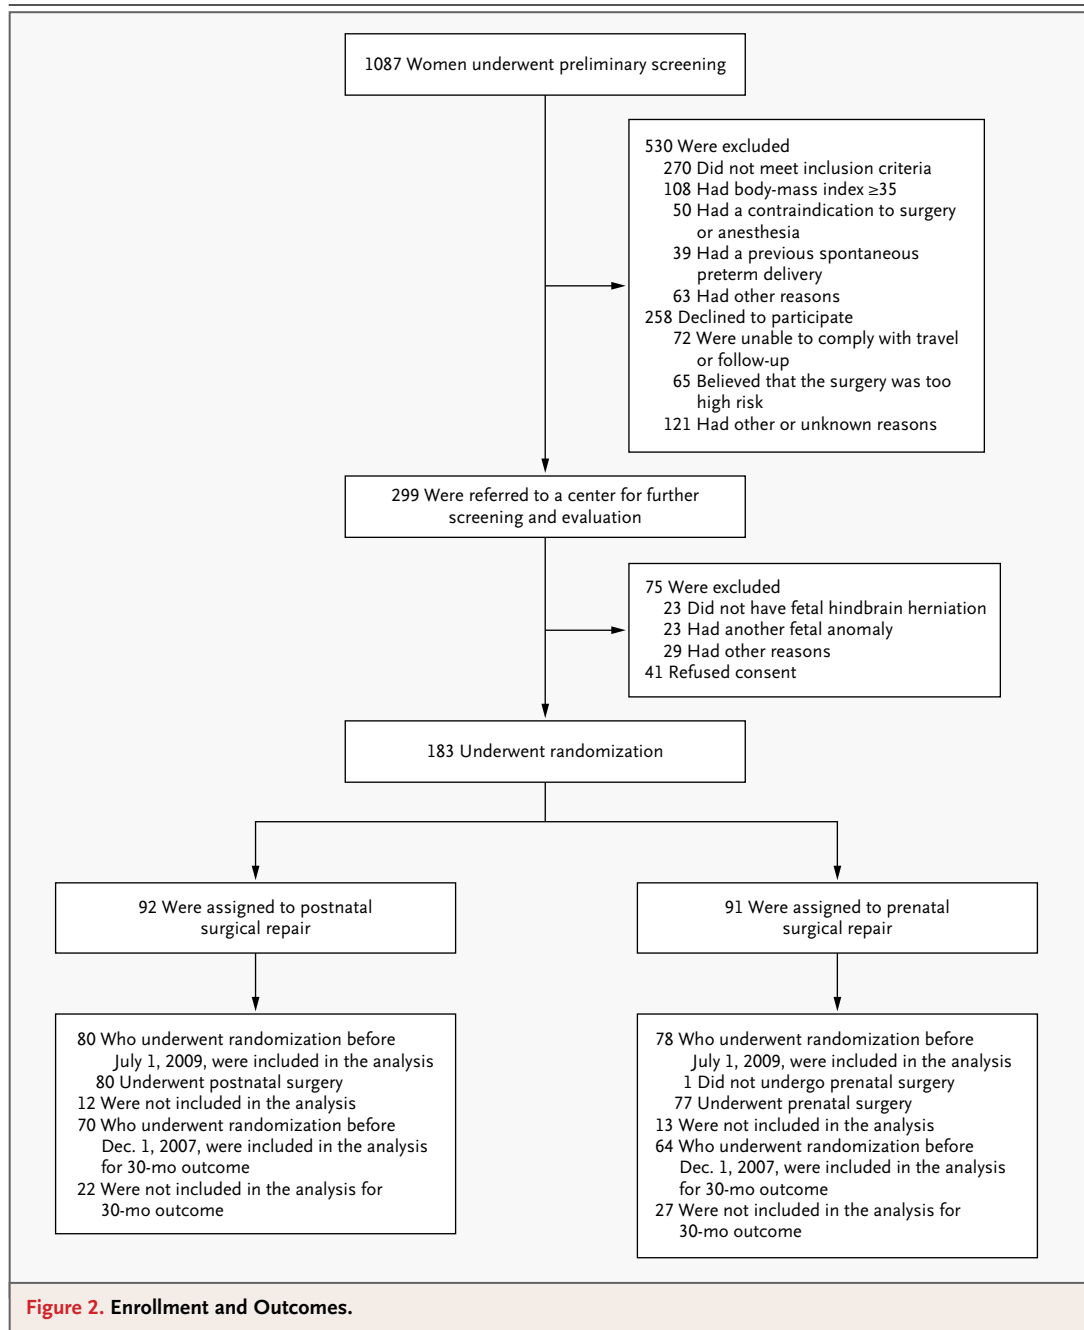 1087 Women underwent preliminary screening
530 Were excluded
270 Did not meet inclusion criteria
108 Had body-mass index ≥35
50 Had a contraindication to surgery
or anesthesia
39 Had a previous spontaneous
preterm delivery
63 Had other reasons
258 Declined to participate
72 Were unable to comply with travel
or follow-up
65 Believed that the surgery was too
high risk
121 Had other or unknown reasons
299 Were referred to a center for further
screening and evaluation
75 Were excluded
23 Did not have fetal hindbrain herniation
23 Had another fetal anomaly
29 Had other reasons
41 Refused consent
183 Underwent randomization
92 Were assigned to postnatal
surgical repair
91 Were assigned to prenatal
surgical repair
80 Who underwent randomization before
July 1, 2009, were included in the analysis
80 Underwent postnatal surgery
12 Were not included in the analysis
70 Who underwent randomization before
Dec. 1, 2007, were included in the analysis
for 30-mo outcome
22 Were not included in the analysis for
30-mo outcome
78 Who underwent randomization before
July 1, 2009, were included in the analysis
1 Did not undergo prenatal surgery
77 Underwent prenatal surgery
13 Were not included in the analysis
64 Who underwent randomization before
Dec. 1, 2007, were included in the analysis
for 30-mo outcome
27 Were not included in the analysis for
30-mo outcome
Figure 2. Enrollment and Outcomes.